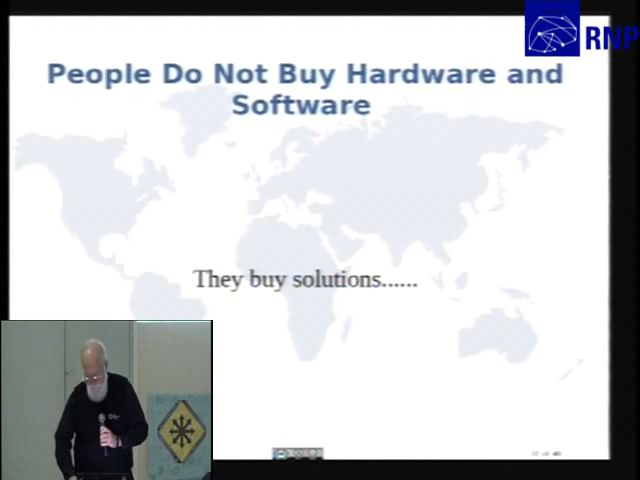 RNP
People Do Not Buy Hardware and
Software
They buy solutions......